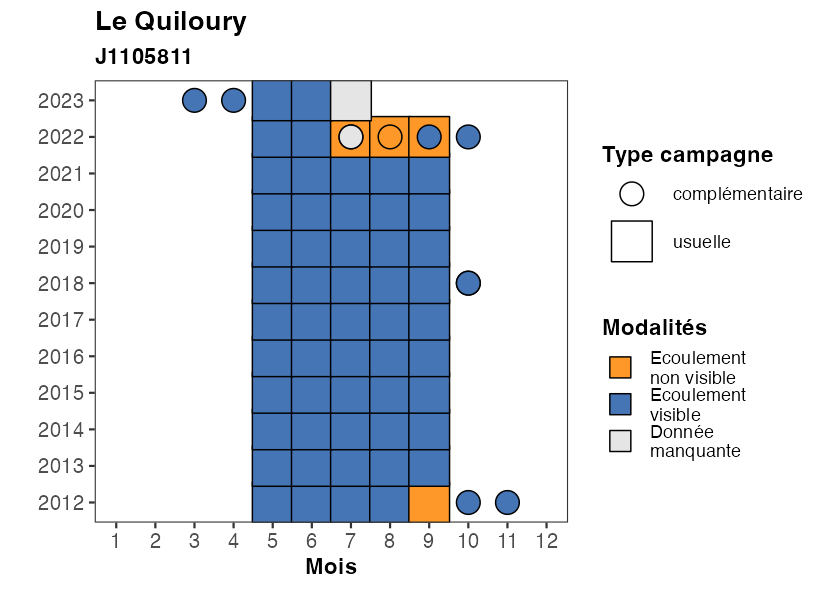 Le Quiloury
J1105811
2023
2022
2021
2020
2019
2018
2017
2016
2015
2014
2013
2012
1 2 3 4 5 6 7 8 9 10 11 12
Mois
Type campagne
complémentaire
usuelle
Modalités
Ecoulement
non visible
Ecoulement
visible
Donnée
manquante